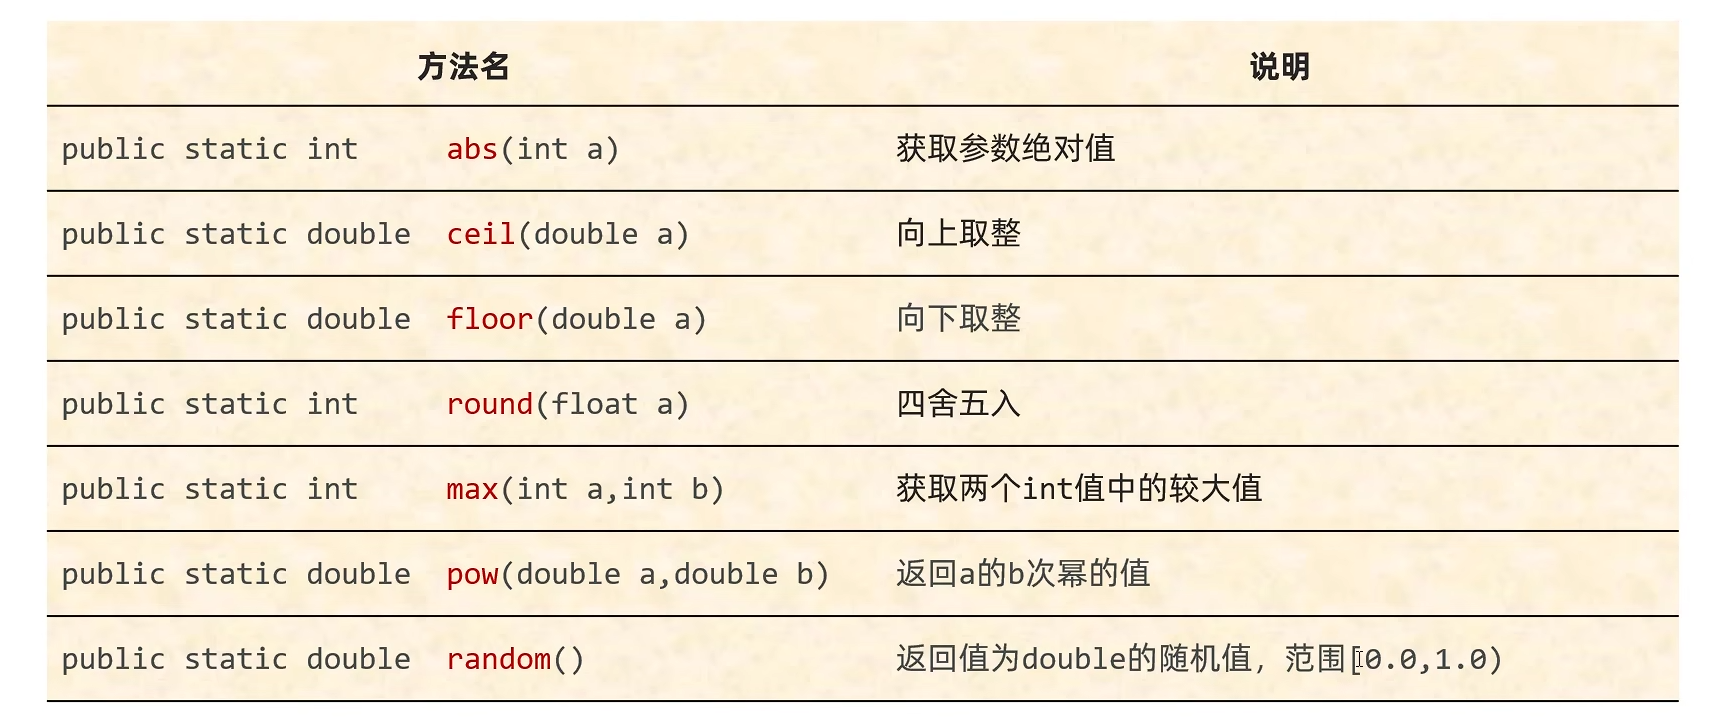 方法名 说明
public static int abs(int a) 获取参数绝对值
public static double ceil(double a) 向上取整
public static double floor(double a) 向下取整
public static int round(float a) 四舍五入
public static int max(int a,int b) 获取两个int值中的较大值
public static double pow(double a,double b) 返回a的b次幂的值
public static double random() 返回值为double的随机值，范围[0.0,1.0)